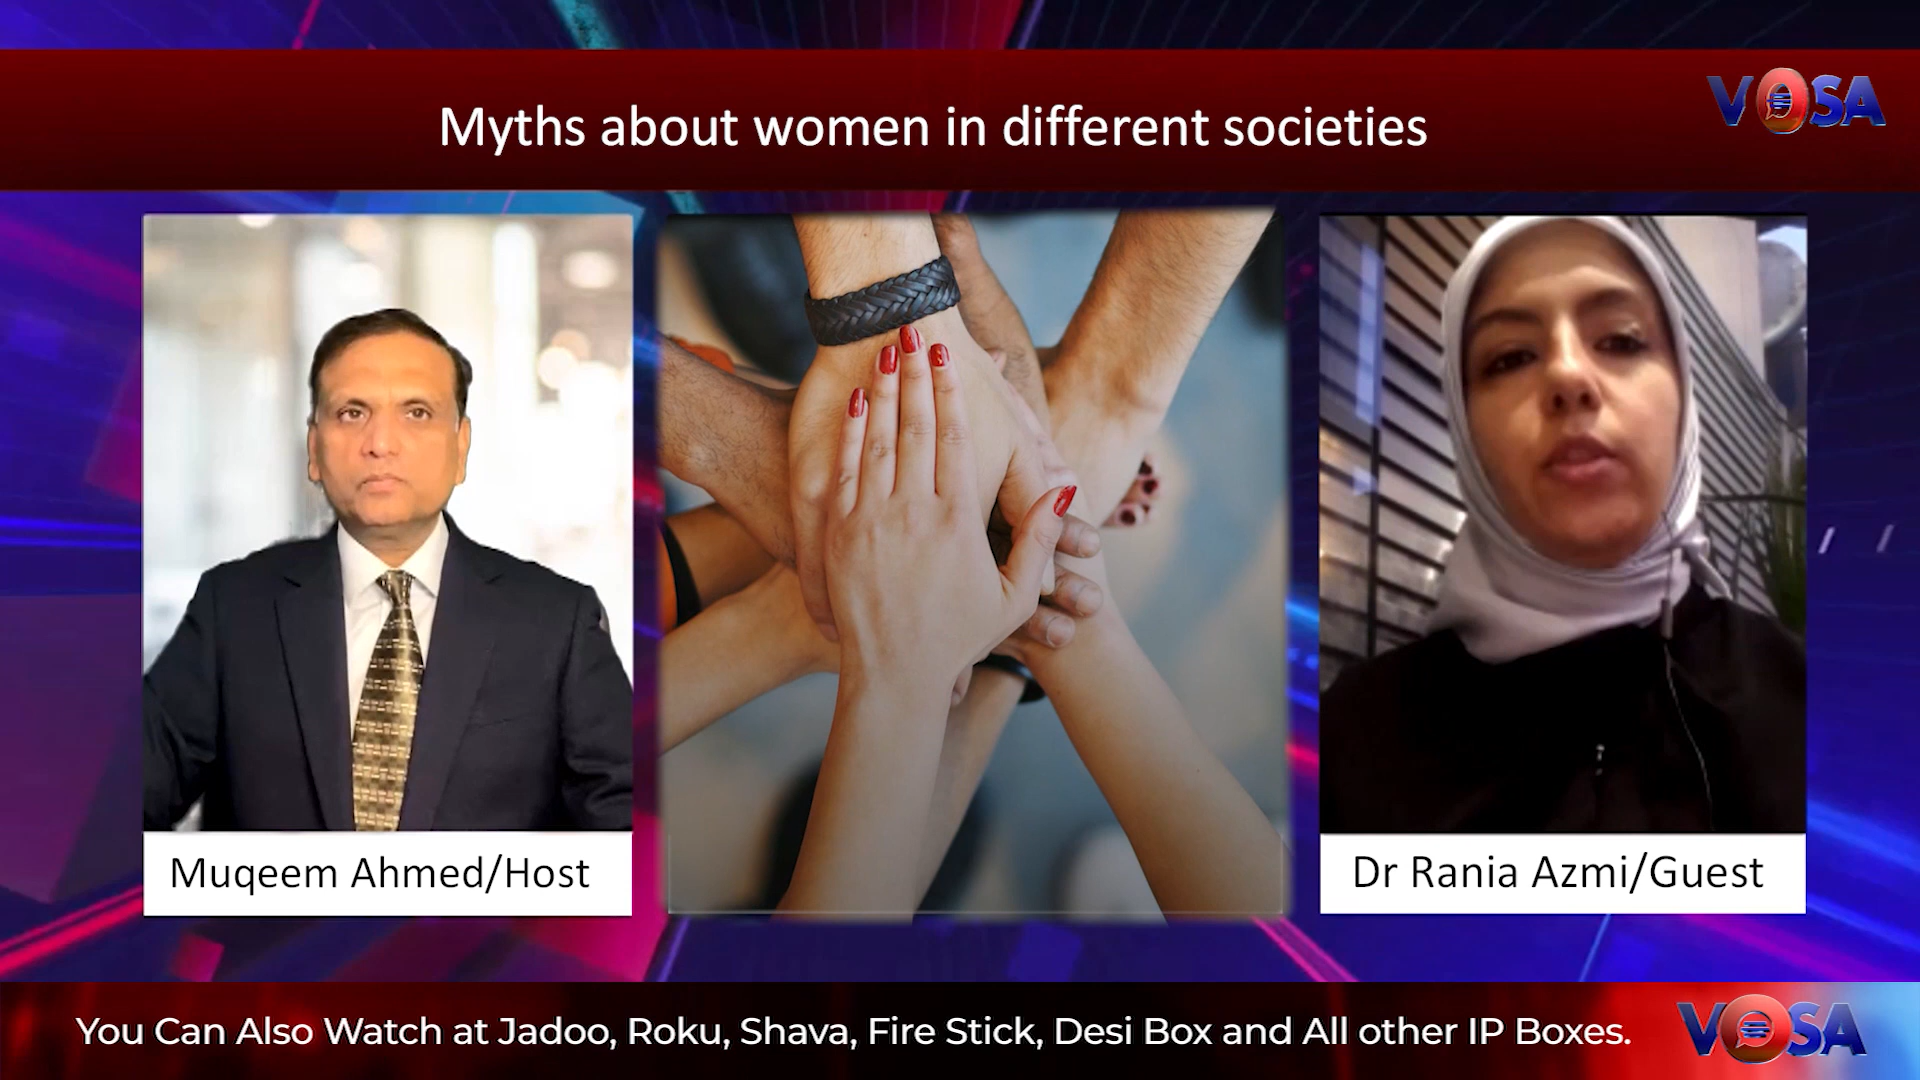 Myths about women in different societies
VOSA
Muqeem Ahmed/Host
Dr Rania Azmi/Guest
You Can Also Watch at Jadoo, Roku, Shava, Fire Stick, Desi Box and All other IP Boxes.
VOSA